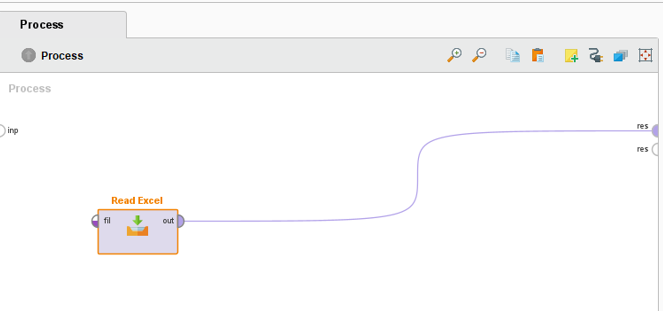 Process
Process
Process
inp
res
res
Read Excel
fil
out